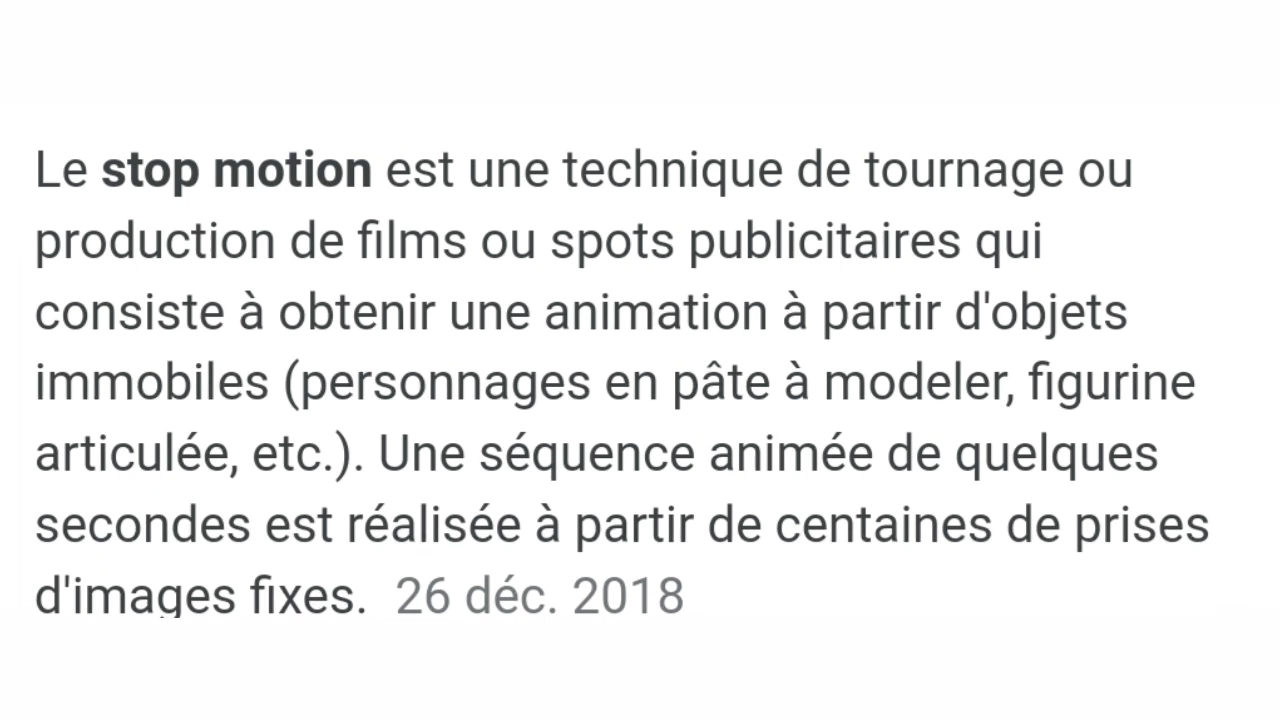 Le stop motion est une technique de tournage ou
production de films ou spots publicitaires qui
consiste à obtenir une animation à partir d'objets
immobiles (personnages en pâte à modeler, figurine
articulée, etc.). Une séquence animée de quelques
secondes est réalisée à partir de centaines de prises
d'images fixes. 26 déc. 2018